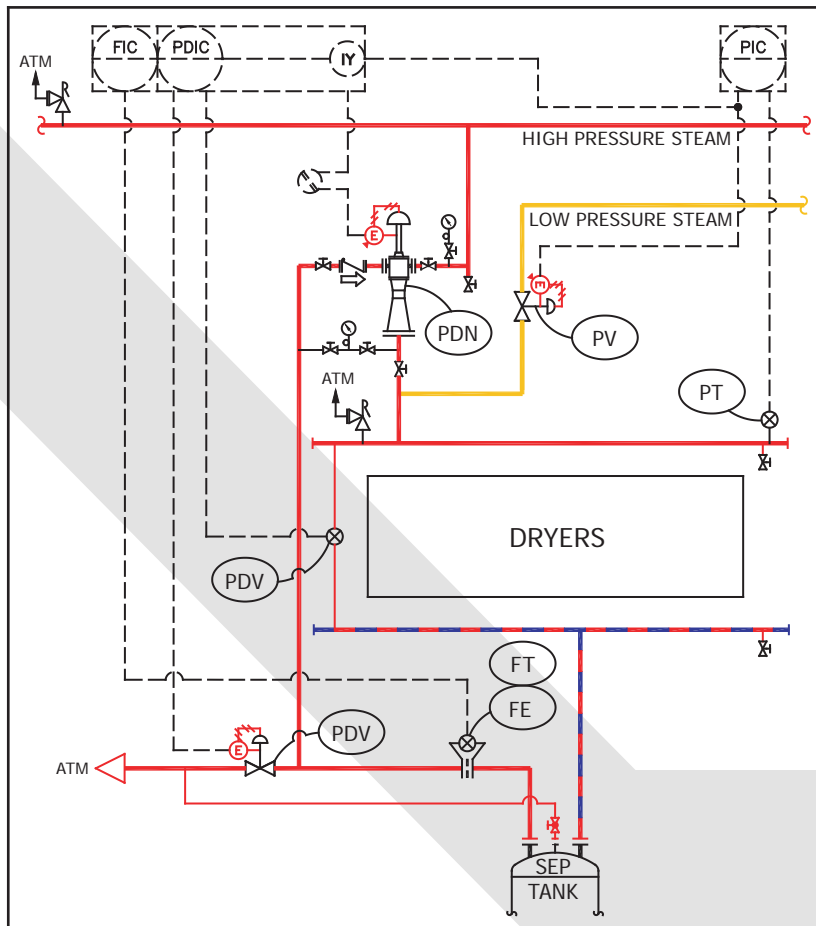 FIC PDIC IY PIC
ATM
HIGH PRESSURE STEAM
LOW PRESSURE STEAM
E
E
PDN
PV
ATM
PT
DRYERS
PDV
FT
FE
E
PDV
ATM
SEP
TANK